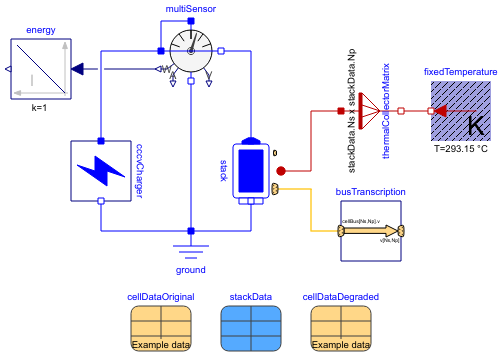 multiSensor
energy
k=1
cccvCharger
stack
0
stackData.Ns x stackData.Np
thermalCollectorMatrix
fixedTemperature
K
T=293.15 °C
busTranscription
cellBus[Ns,Np].v
v[Ns,Np]
ground
cellDataOriginal
Example data
stackData
cellDataDegraded
Example data